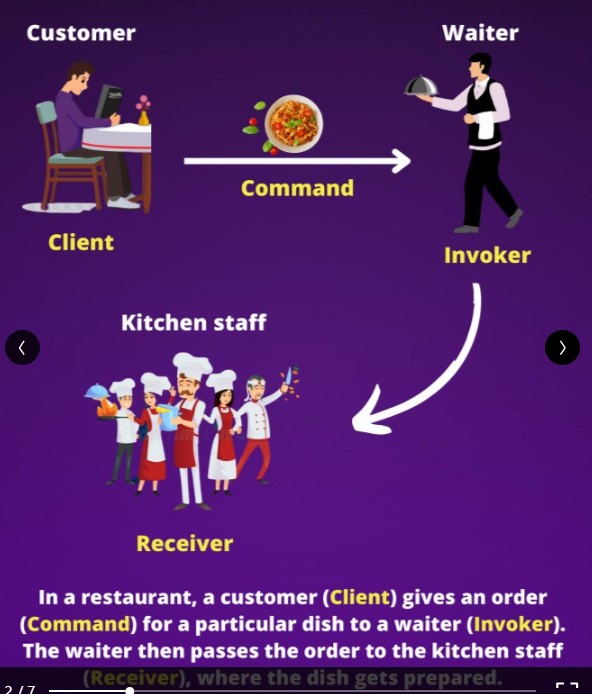 Customer
Waiter
Command
Client
Invoker
Kitchen staff
Receiver
In a restaurant, a customer (Client) gives an order
(Command) for a particular dish to a waiter (Invoker).
The waiter then passes the order to the kitchen staff
(Receiver), where the dish gets prepared.
2 / 7